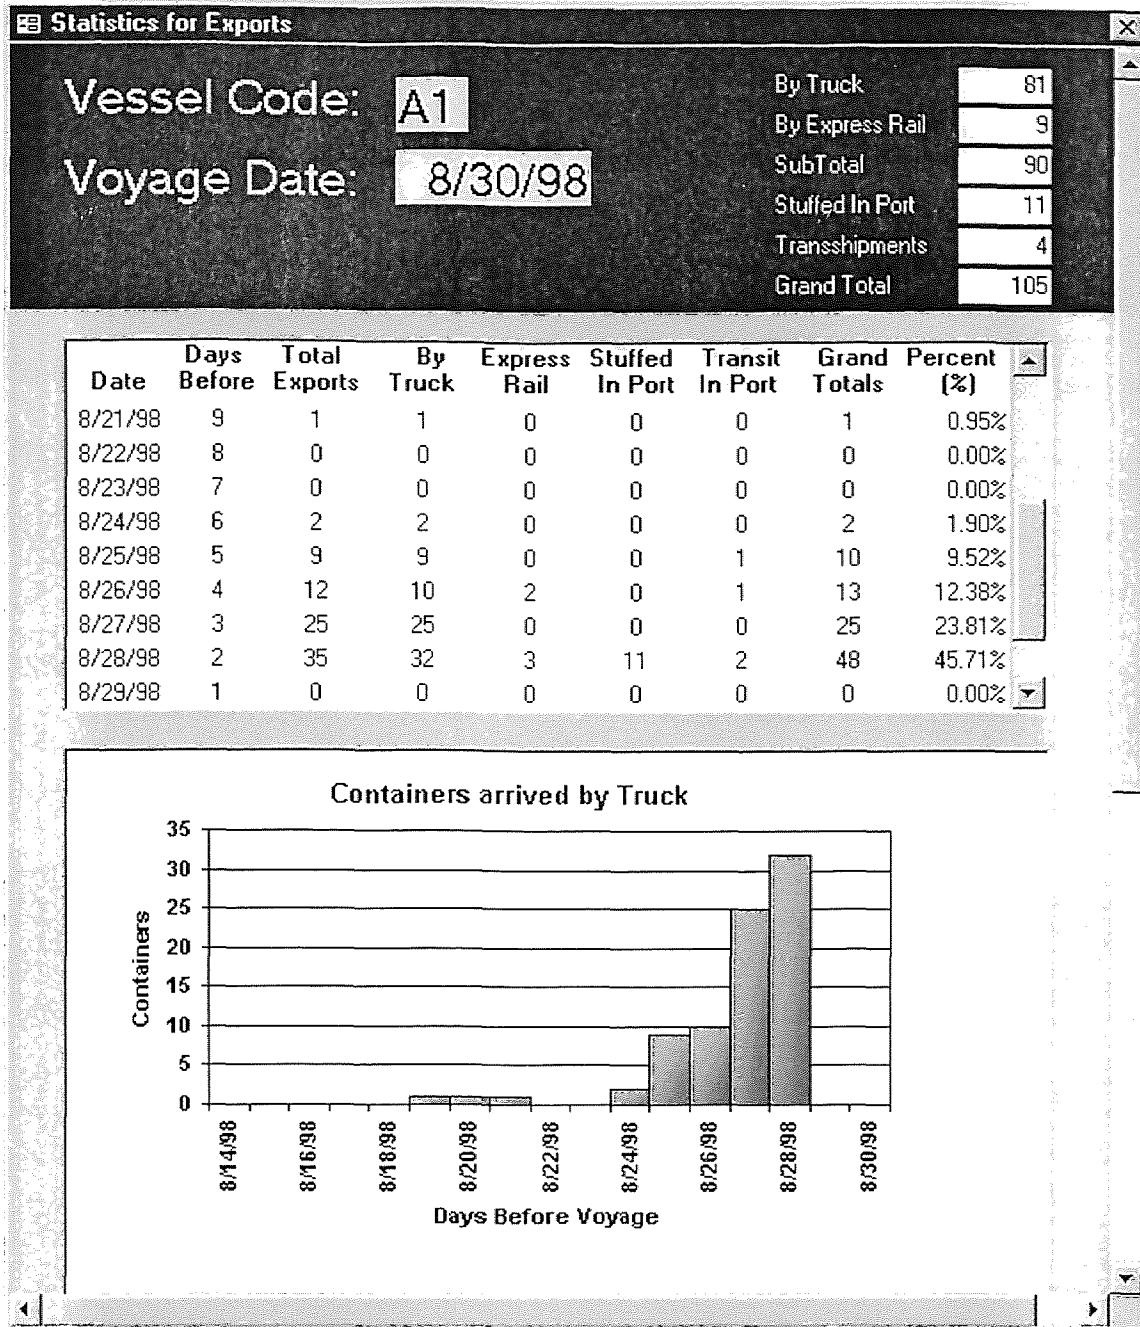 Statistics for Exports
Vessel Code: A1
Voyage Date: 8/30/98
By Truck 81
By Express Rail 9
SubTotal 90
Stuffed In Port 11
Transshipments 4
Grand Total 105
Date Days Before Total Exports By Truck Express Rail Stuffed In Port Transit In Port Grand Totals Percent (%)
8/21/98 9 1 1 0 0 0 1 0.95%
8/22/98 8 0 0 0 0 0 0 0.00%
8/23/98 7 0 0 0 0 0 0 0.00%
8/24/98 6 2 2 0 0 0 2 1.90%
8/25/98 5 9 9 0 0 1 10 9.52%
8/26/98 4 12 10 2 0 1 13 12.38%
8/27/98 3 25 25 0 0 0 25 23.81%
8/28/98 2 35 32 3 11 2 48 45.71%
8/29/98 1 0 0 0 0 0 0 0.00%
Containers arrived by Truck
35
30
25
20
15
10
5
0
Containers
8/14/98 8/16/98 8/18/98 8/20/98 8/22/98 8/24/98 8/26/98 8/28/98 8/30/98
Days Before Voyage